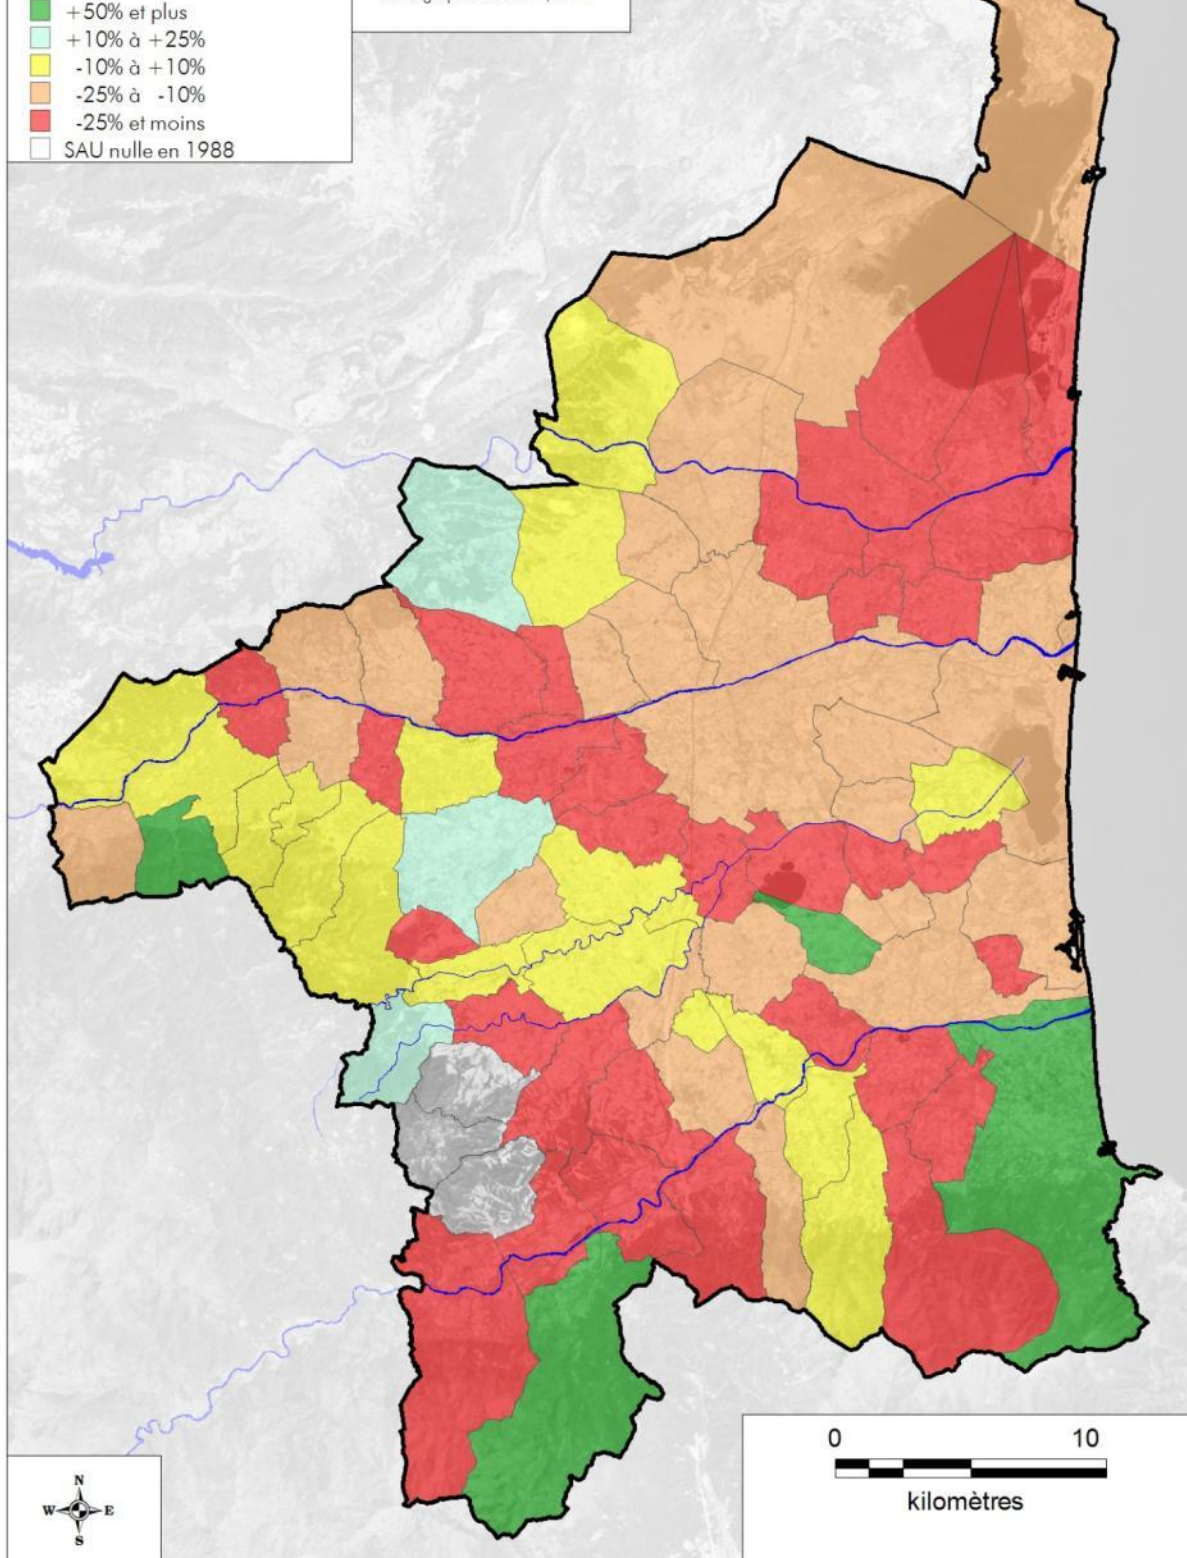 +50% et plus
+10% à +25%
-10% à +10%
-25% à -10%
-25% et moins
SAU nulle en 1988
0 10
kilomètres
N
W E
S